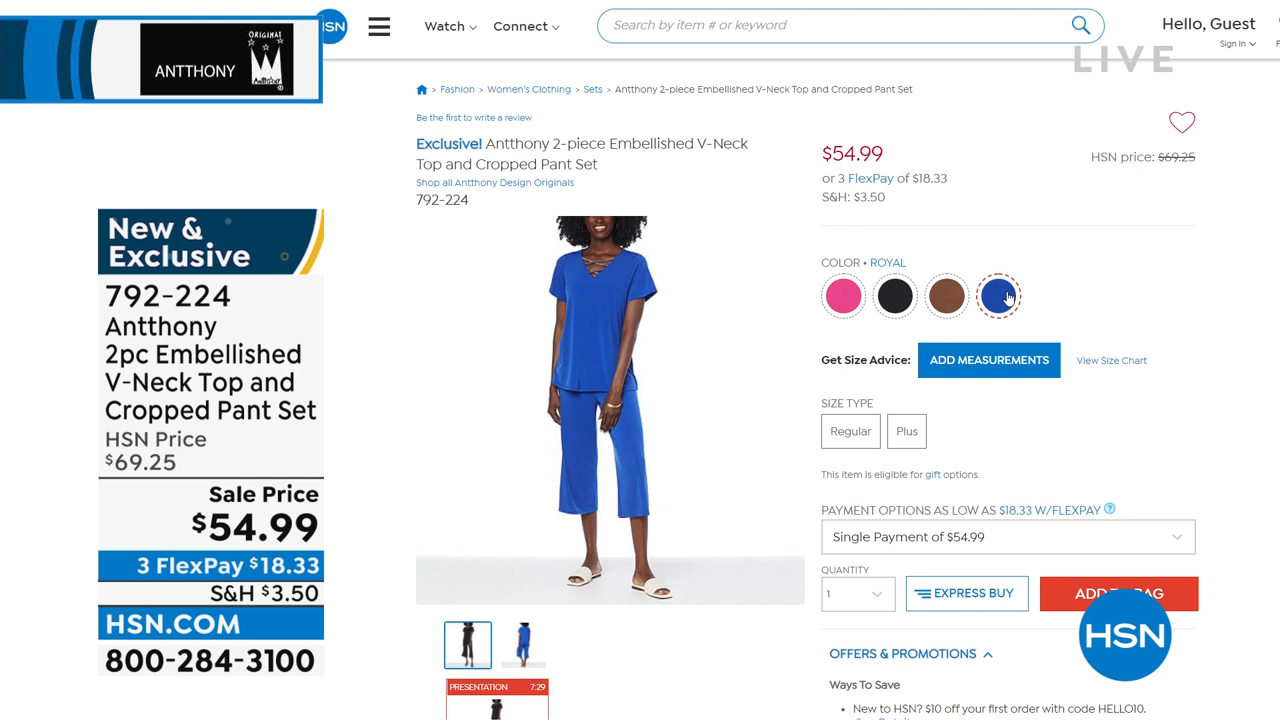 ANTTHONY
ORIGINAL
Antthony
HSN
Watch
Connect
Search by item # or keyword
Hello, Guest
Sign In
LIVE
> Fashion > Women's Clothing > Sets > Antthony 2-piece Embellished V-Neck Top and Cropped Pant Set
Be the first to write a review
Exclusive! Antthony 2-piece Embellished V-Neck
Top and Cropped Pant Set
Shop all Antthony Design Originals
792-224
$54.99
HSN price: $69.25
or 3 FlexPay of $18.33
S&H: $3.50
COLOR • ROYAL
Get Size Advice:
ADD MEASUREMENTS
View Size Chart
SIZE TYPE
Regular
Plus
This item is eligible for gift options.
PAYMENT OPTIONS AS LOW AS $18.33 W/FLEXPAY ?
Single Payment of $54.99
QUANTITY
1
EXPRESS BUY
ADD TO BAG
HSN
OFFERS & PROMOTIONS
Ways To Save
• New to HSN? $10 off your first order with code HELLO10.
PRESENTATION 7:29
New &
Exclusive
792-224
Antthony
2pc Embellished
V-Neck Top and
Cropped Pant Set
HSN Price
$69.25
Sale Price
$54.99
3 FlexPay $18.33
S&H $3.50
HSN.COM
800-284-3100